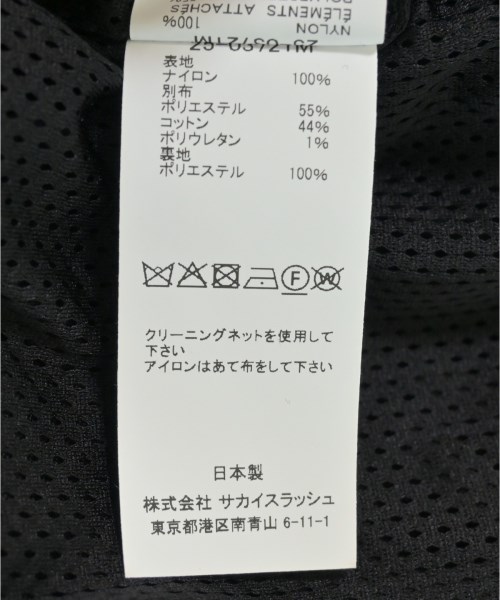 NYLON 100%
ÉLÉMENTS ATTACHÉS
表地
ナイロン 100%
別布
ポリエステル 55%
コットン 44%
ポリウレタン 1%
裏地
ポリエステル 100%
F
W
クリーニングネットを使用して
下さい
アイロンはあて布をして下さい
日本製
株式会社 サカイスラッシュ
東京都港区南青山 6-11-1